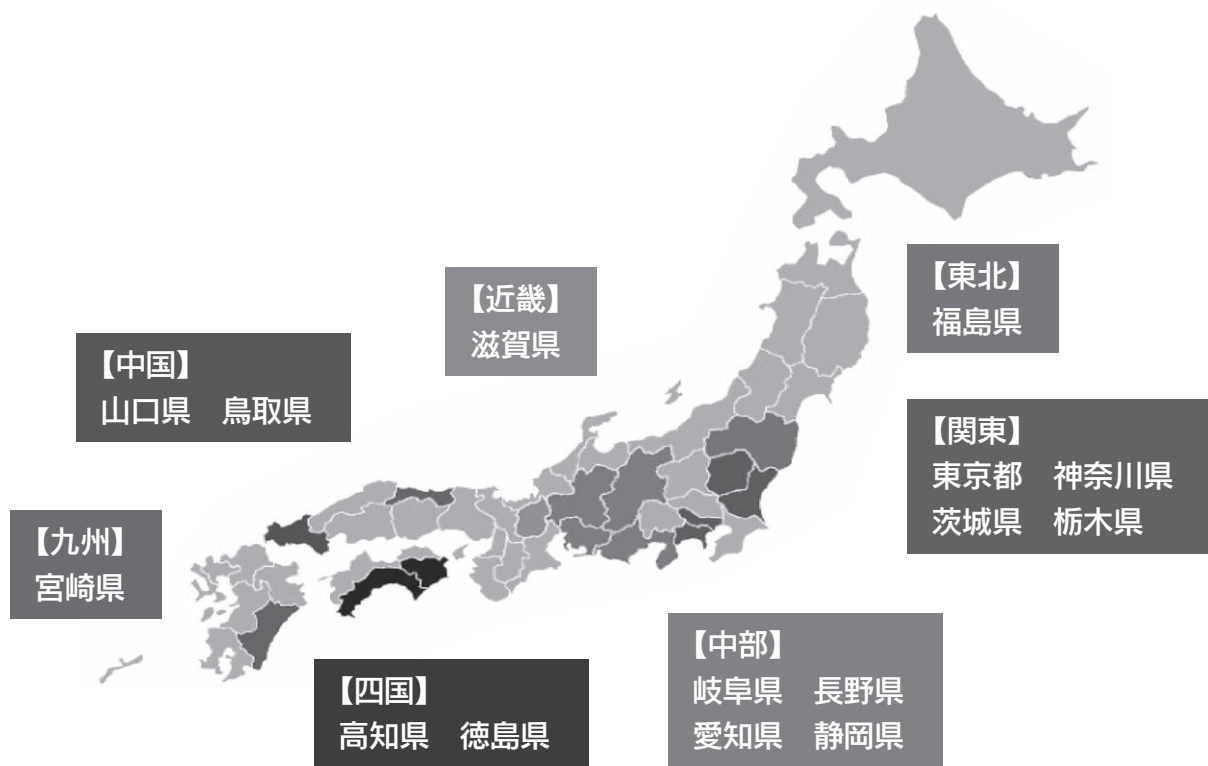 【東北】
福島県
【近畿】
滋賀県
【中国】
山口県　鳥取県
【関東】
東京都　神奈川県
茨城県　栃木県
【九州】
宮崎県
【中部】
岐阜県　長野県
愛知県　静岡県
【四国】
高知県　徳島県